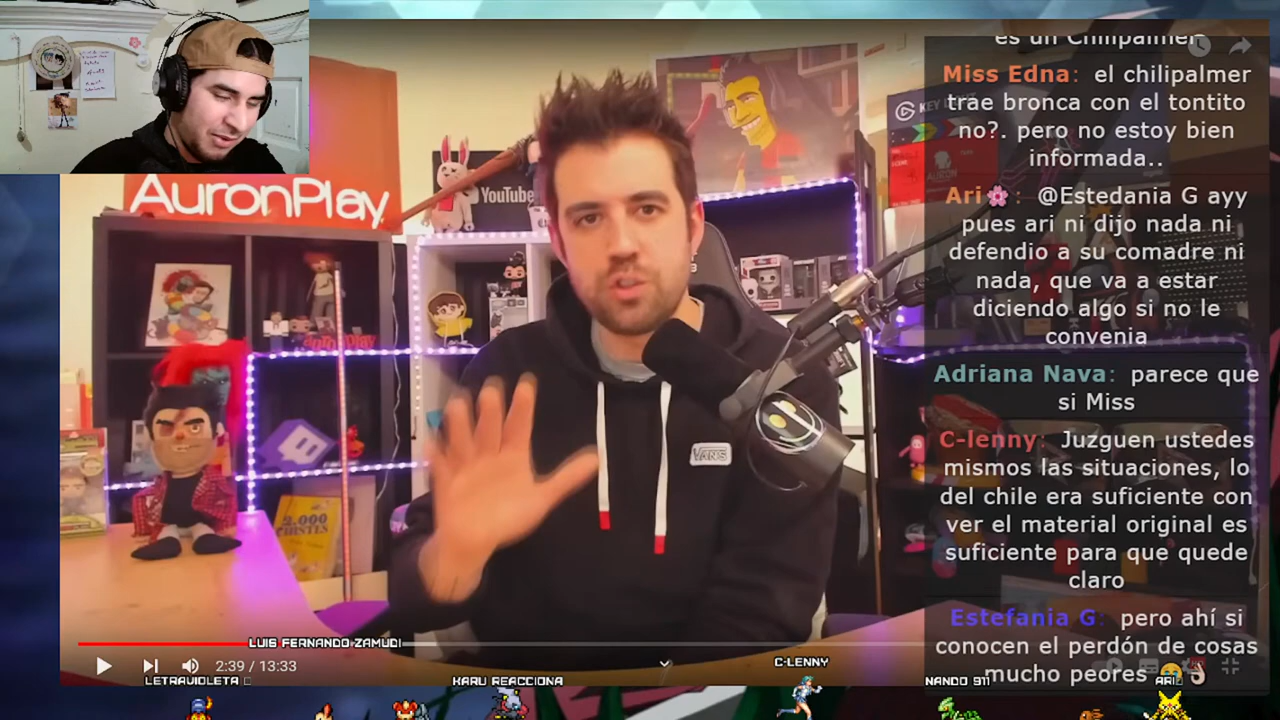 es un Chilipalmer
Miss Edna: el chilipalmer
trae bronca con el tontito
no?. pero no estoy bien
informada..
Ari🌸: @Estedania G ayy
pues ari ni dijo nada ni
defendio a su comadre ni
nada, que va a estar
diciendo algo si no le
convenia
Adriana Nava: parece que
si Miss
C-lenny: Juzguen ustedes
mismos las situaciones, lo
del chile era suficiente con
ver el material original es
suficiente para que quede
claro
Estefania G: pero ahí si
conocen el perdón de cosas
mucho peores 😂👌
AuronPlay
YouTube
auronplay
VANS
2.000
CHISTES
LUIS FERNANDO ZAMUDI
2:39 / 13:33
LETRAVIOLETA
KARU REACCIONA
C-LENNY
NANDO 911
ARI